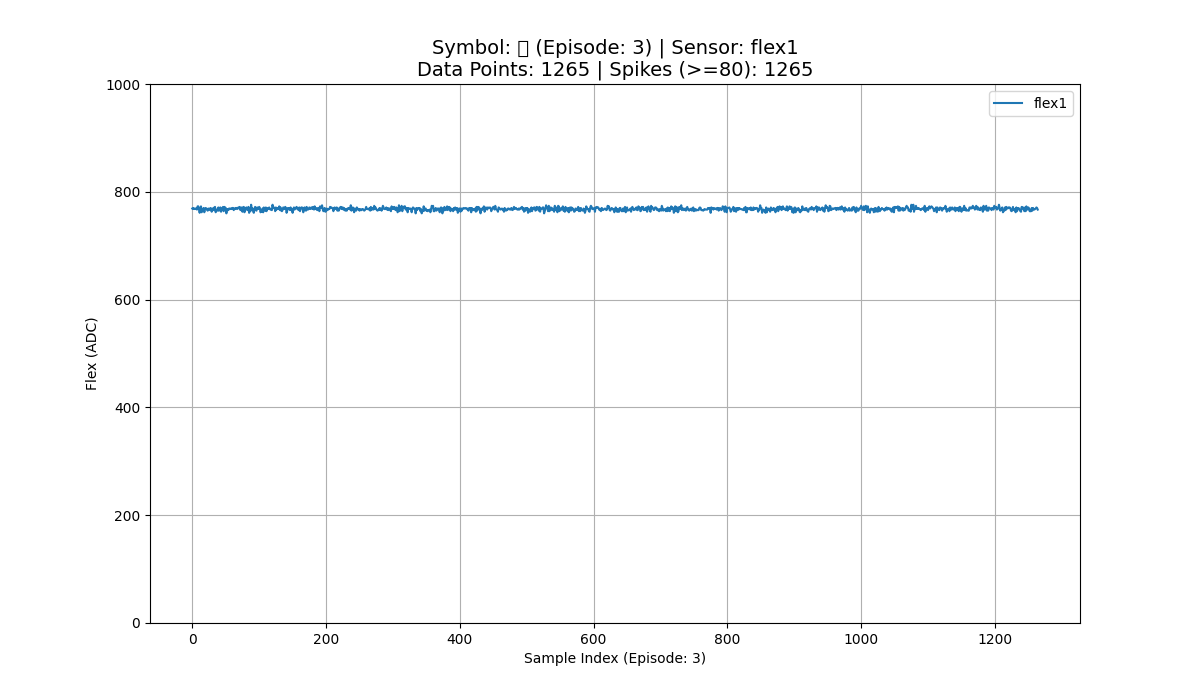 Symbol: (Episode: 3) | Sensor: flex1
Data Points: 1265 | Spikes (>=80): 1265
1000
800
600
400
200
0
Flex (ADC)
flex1
0 200 400 600 800 1000 1200
Sample Index (Episode: 3)